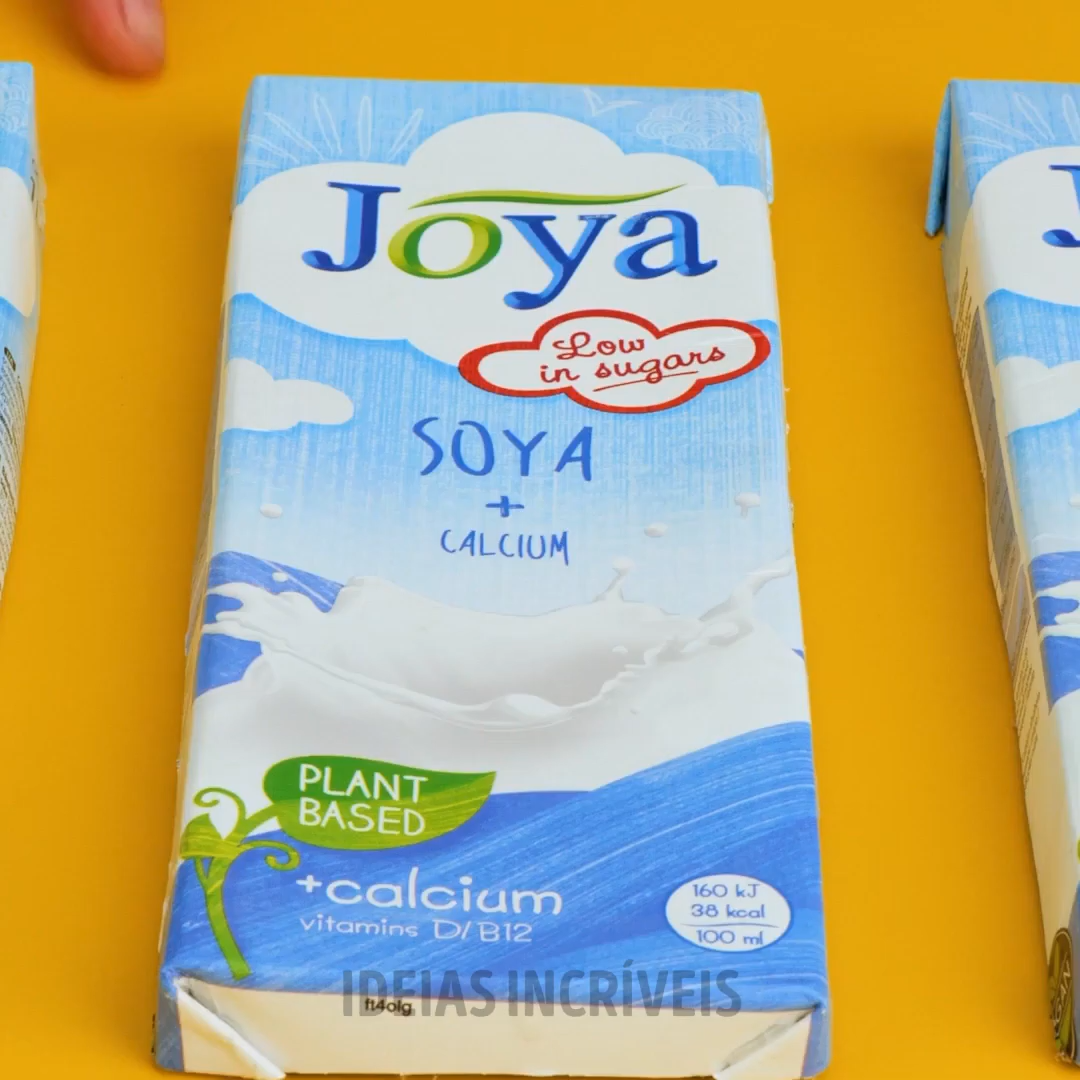 Joya
Low
in sugars
SOYA
+
CALCIUM
PLANT
BASED
+calcium
vitamins D/B12
160 kJ
38 kcal
100 ml
IDEIAS INCRÍVEIS
ft4olg